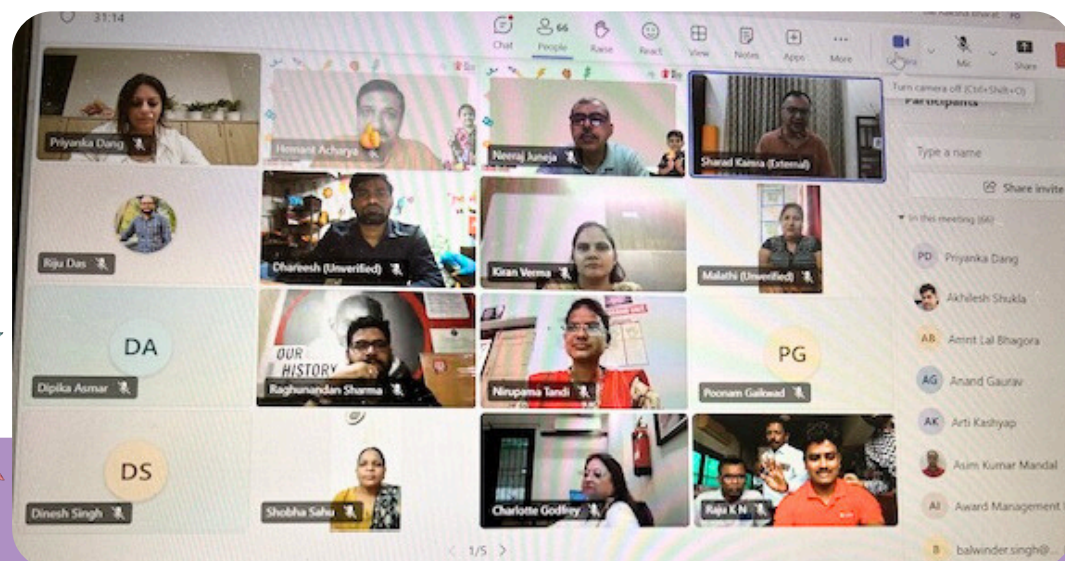 31:14
66
Chat
People
Raise
React
View
Notes
Apps
More
Camera
Mic
Share
Turn camera off (Ctrl+Shift+O)
Participants
Type a name
Share invite
In this meeting (66)
PD Priyanka Dang
Akhilesh Shukla
AB Amrit Lal Bhagora
AG Anand Gaurav
AK Arti Kashyap
Asim Kumar Mandal
AI Award Management
B balwinder.singh@...
Priyanka Dang
Hemant Acharya
Neeraj Juneja
Sharad Kamra (External)
Riju Das
Dhareesh (Unverified)
Kiran Verma
Malathi (Unverified)
DA
Dipika Asmar
OUR
HISTORY
Raghunandan Sharma
Nirupama Tandi
PG
Poonam Gaikwad
DS
Dinesh Singh
Shobha Sahu
Charlotte Godfrey
Raju K N
1/5